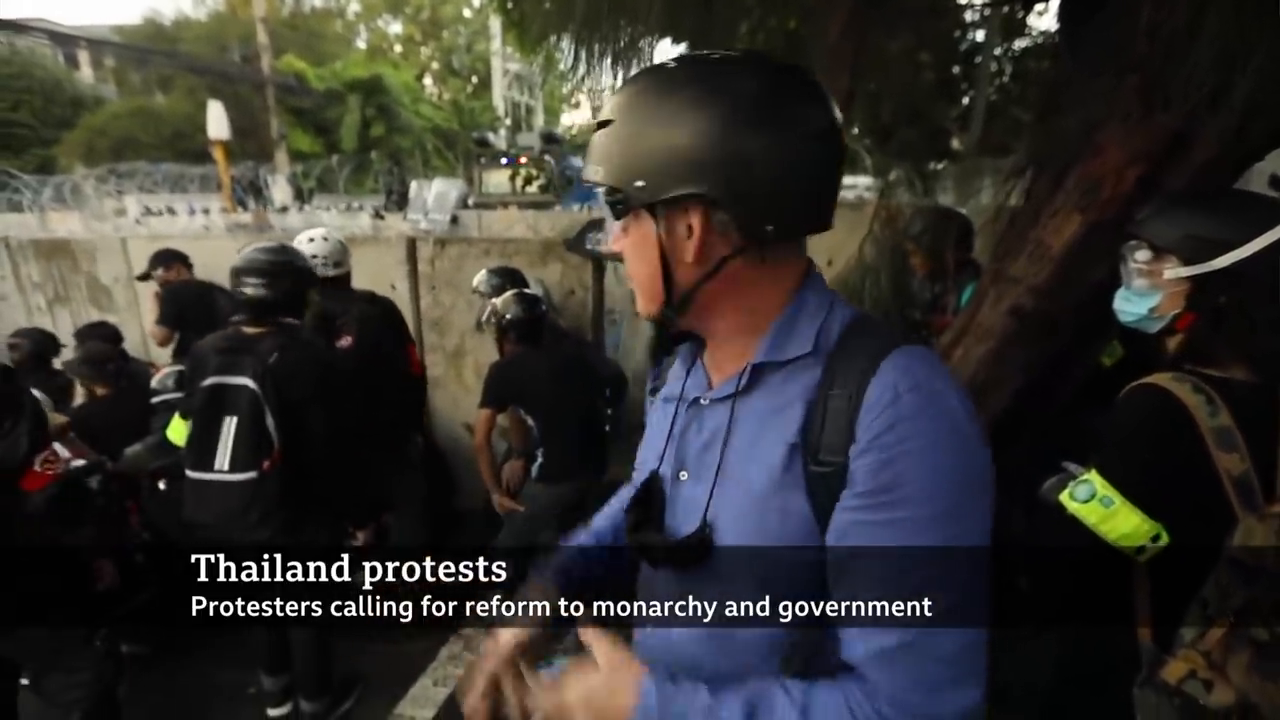 Thailand protests
Protesters calling for reform to monarchy and government